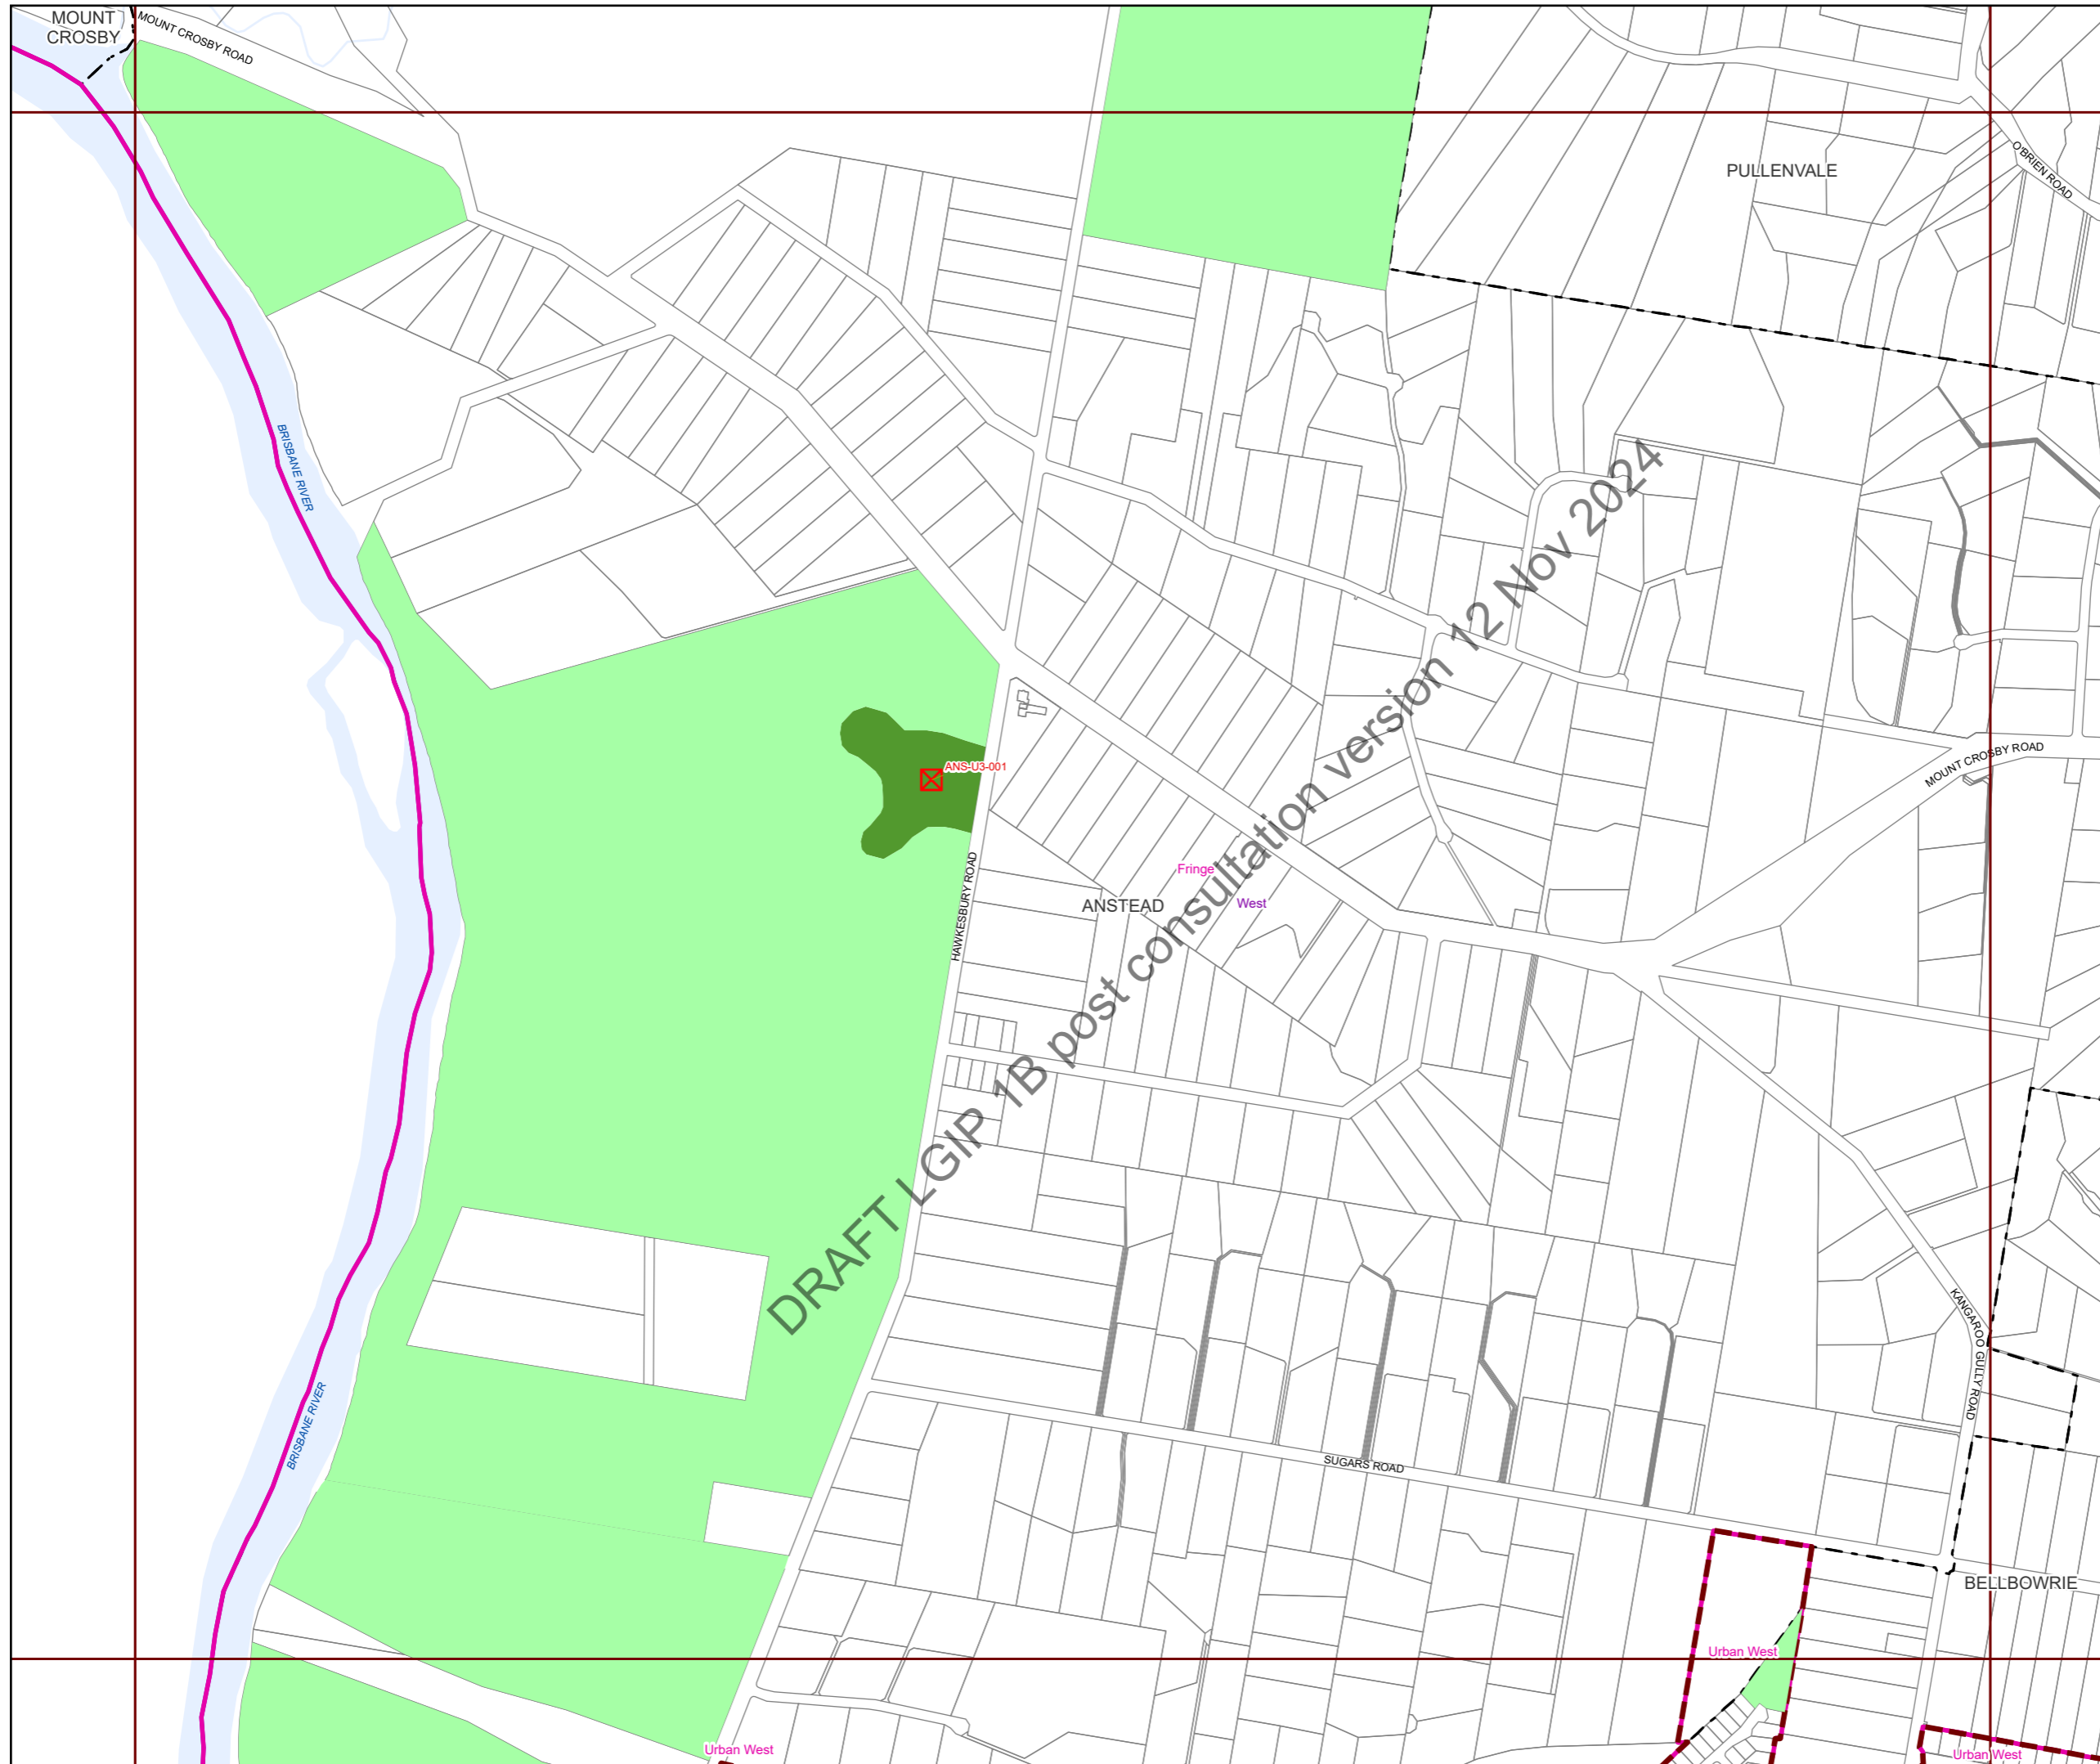 MOUNT
CROSBY
MOUNT CROSBY ROAD
PULLENVALE
O'BRIEN ROAD
BRISBANE RIVER
DRAFT LGIP 1B post consultation version 12 Nov 2024
MOUNT CROSBY ROAD
ANS-U3-001
HAWKESBURY ROAD
Fringe
West
ANSTEAD
KANGAROO GULLY ROAD
BRISBANE RIVER
SUGARS ROAD
BELLBOWRIE
Urban West
Urban West
Urban West